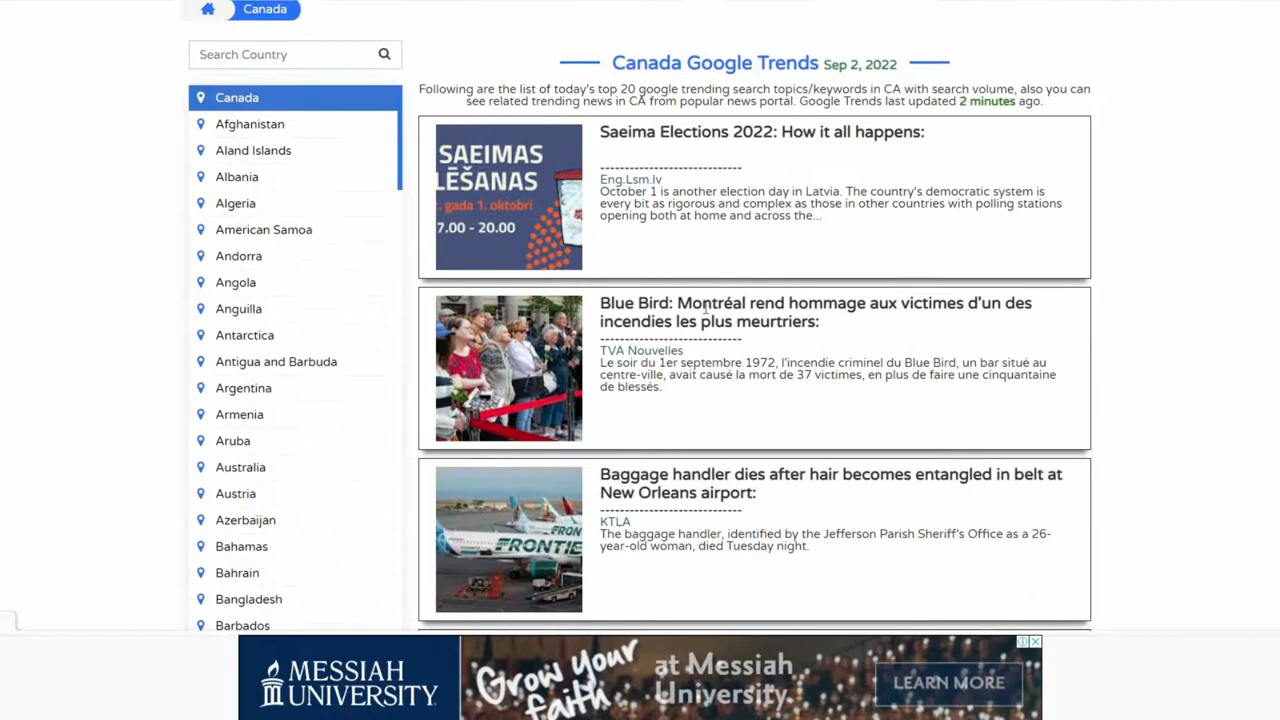 Canada
Search Country
Canada
Afghanistan
Aland Islands
Albania
Algeria
American Samoa
Andorra
Angola
Anguilla
Antarctica
Antigua and Barbuda
Argentina
Armenia
Aruba
Australia
Austria
Azerbaijan
Bahamas
Bahrain
Bangladesh
Barbados
Canada Google Trends Sep 2, 2022
Following are the list of today's top 20 google trending search topics/keywords in CA with search volume, also you can
see related trending news in CA from popular news portal. Google Trends last updated 2 minutes ago.
SAEIMAS
LĒŠANAS
. gada 1. oktobrī
7.00 - 20.00
Saeima Elections 2022: How it all happens:
----------------------------
Eng.Lsm.lv
October 1 is another election day in Latvia. The country's democratic system is
every bit as rigorous and complex as those in other countries with polling stations
opening both at home and across the...
Blue Bird: Montréal rend hommage aux victimes d'un des
incendies les plus meurtriers:
----------------------------
TVA Nouvelles
Le soir du 1er septembre 1972, l'incendie criminel du Blue Bird, un bar situé au
centre-ville, avait causé la mort de 37 victimes, en plus de faire une cinquantaine
de blessés.
FRONTIE
Baggage handler dies after hair becomes entangled in belt at
New Orleans airport:
----------------------------
KTLA
The baggage handler, identified by the Jefferson Parish Sheriff's Office as a 26-
year-old woman, died Tuesday night.
MESSIAH
UNIVERSITY
Grow your
faith
at Messiah
University
LEARN MORE